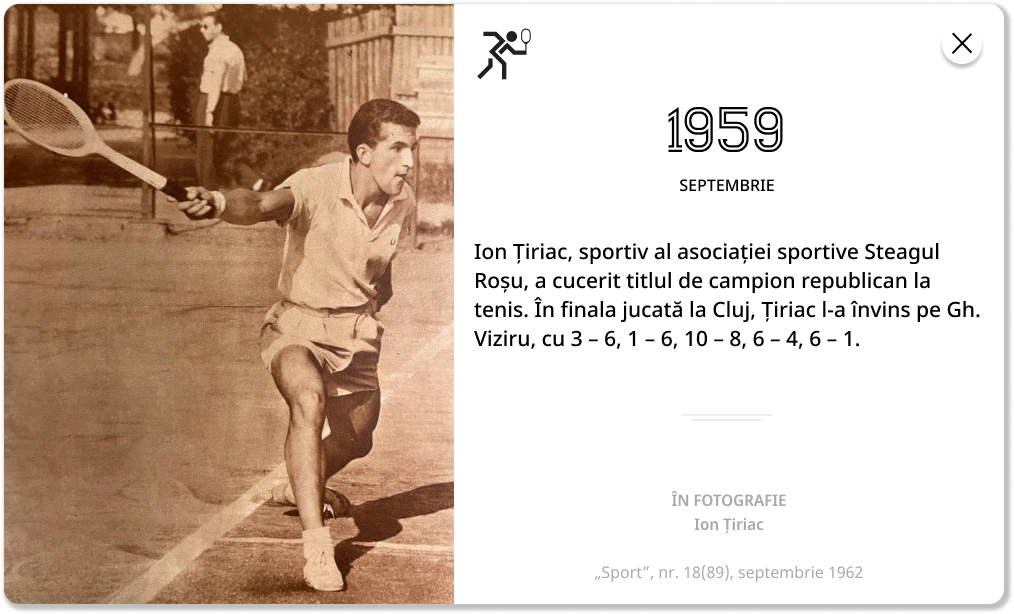 1959
SEPTEMBRIE
Ion Țiriac, sportiv al asociației sportive Steagul
Roșu, a cucerit titlul de campion republican la
tenis. În finala jucată la Cluj, Țiriac l-a învins pe Gh.
Viziru, cu 3 – 6, 1 – 6, 10 – 8, 6 – 4, 6 – 1.
ÎN FOTOGRAFIE
Ion Țiriac
„Sport”, nr. 18(89), septembrie 1962